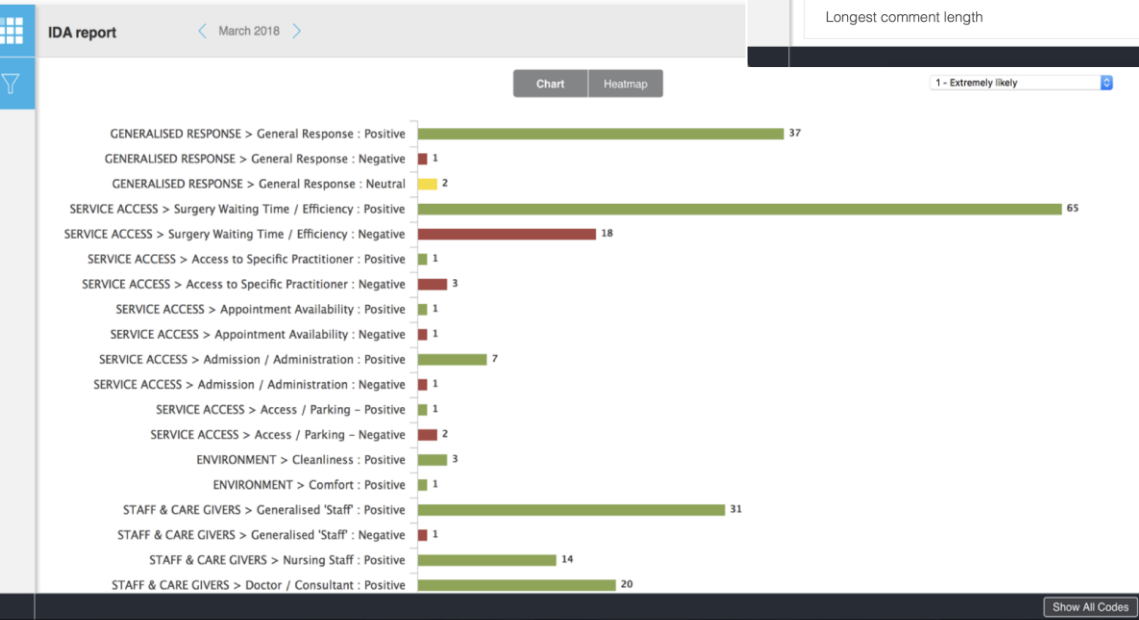 Longest comment length
IDA report
March 2018
Chart Heatmap
1 - Extremely likely
GENERALISED RESPONSE > General Response : Positive 37
GENERALISED RESPONSE > General Response : Negative 1
GENERALISED RESPONSE > General Response : Neutral 2
SERVICE ACCESS > Surgery Waiting Time / Efficiency : Positive 65
SERVICE ACCESS > Surgery Waiting Time / Efficiency : Negative 18
SERVICE ACCESS > Access to Specific Practitioner : Positive 1
SERVICE ACCESS > Access to Specific Practitioner : Negative 3
SERVICE ACCESS > Appointment Availability : Positive 1
SERVICE ACCESS > Appointment Availability : Negative 1
SERVICE ACCESS > Admission / Administration : Positive 7
SERVICE ACCESS > Admission / Administration : Negative 1
SERVICE ACCESS > Access / Parking – Positive 1
SERVICE ACCESS > Access / Parking – Negative 2
ENVIRONMENT > Cleanliness : Positive 3
ENVIRONMENT > Comfort : Positive 1
STAFF & CARE GIVERS > Generalised 'Staff' : Positive 31
STAFF & CARE GIVERS > Generalised 'Staff' : Negative 1
STAFF & CARE GIVERS > Nursing Staff : Positive 14
STAFF & CARE GIVERS > Doctor / Consultant : Positive 20
Show All Codes